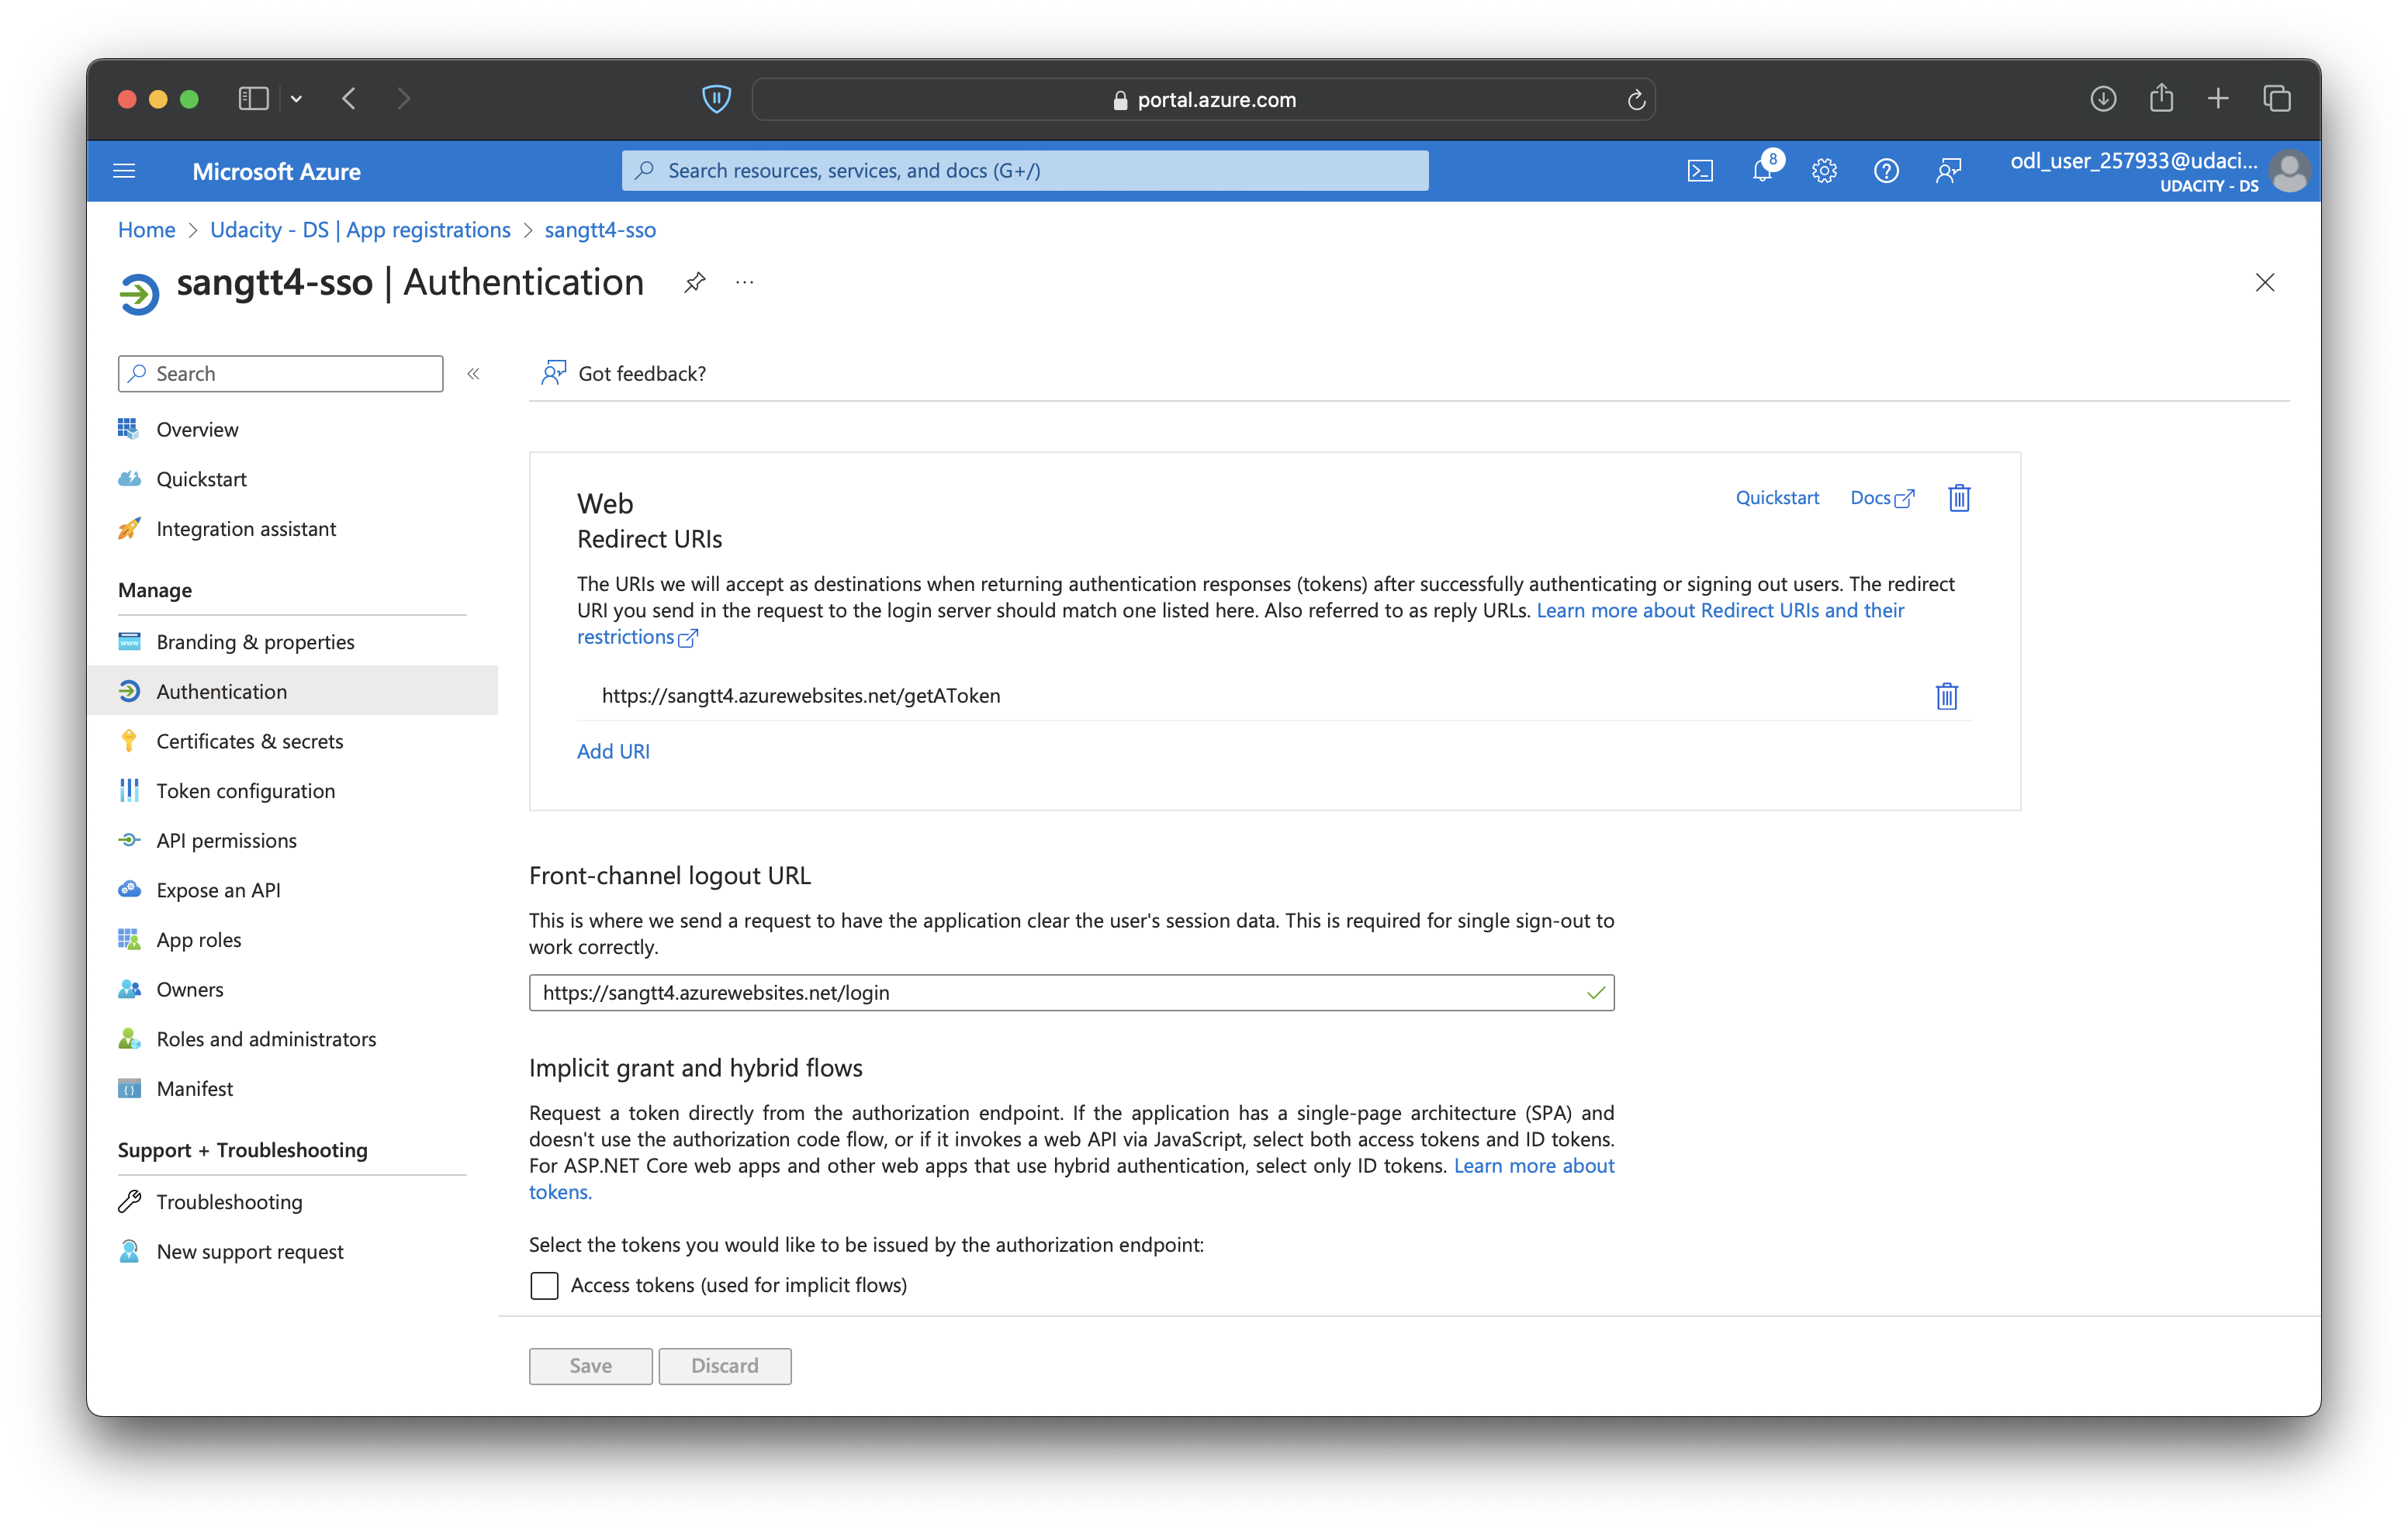 portal.azure.com
Microsoft Azure
Search resources, services, and docs (G+/)
8
odl_user_257933@udaci...
UDACITY - DS
Home > Udacity - DS | App registrations > sangtt4-sso
sangtt4-sso | Authentication
Search
Got feedback?
Overview
Quickstart
Integration assistant
Manage
Branding & properties
Authentication
Certificates & secrets
Token configuration
API permissions
Expose an API
App roles
Owners
Roles and administrators
Manifest
Support + Troubleshooting
Troubleshooting
New support request
Web
Quickstart
Docs
Redirect URIs
The URIs we will accept as destinations when returning authentication responses (tokens) after successfully authenticating or signing out users. The redirect
URI you send in the request to the login server should match one listed here. Also referred to as reply URLs. Learn more about Redirect URIs and their
restrictions
https://sangtt4.azurewebsites.net/getAToken
Add URI
Front-channel logout URL
This is where we send a request to have the application clear the user's session data. This is required for single sign-out to
work correctly.
https://sangtt4.azurewebsites.net/login
Implicit grant and hybrid flows
Request a token directly from the authorization endpoint. If the application has a single-page architecture (SPA) and
doesn't use the authorization code flow, or if it invokes a web API via JavaScript, select both access tokens and ID tokens.
For ASP.NET Core web apps and other web apps that use hybrid authentication, select only ID tokens. Learn more about
tokens.
Select the tokens you would like to be issued by the authorization endpoint:
Access tokens (used for implicit flows)
Save
Discard